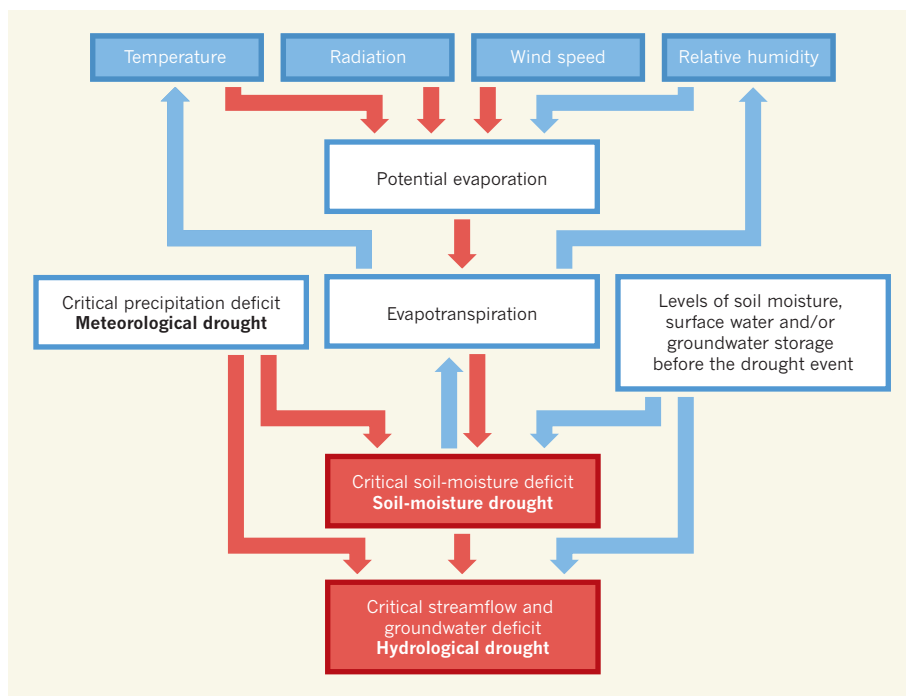 Temperature
Radiation
Wind speed
Relative humidity
Potential evaporation
Critical precipitation deficit
Meteorological drought
Evapotranspiration
Levels of soil moisture,
surface water and/or
groundwater storage
before the drought event
Critical soil-moisture deficit
Soil-moisture drought
Critical streamflow and
groundwater deficit
Hydrological drought